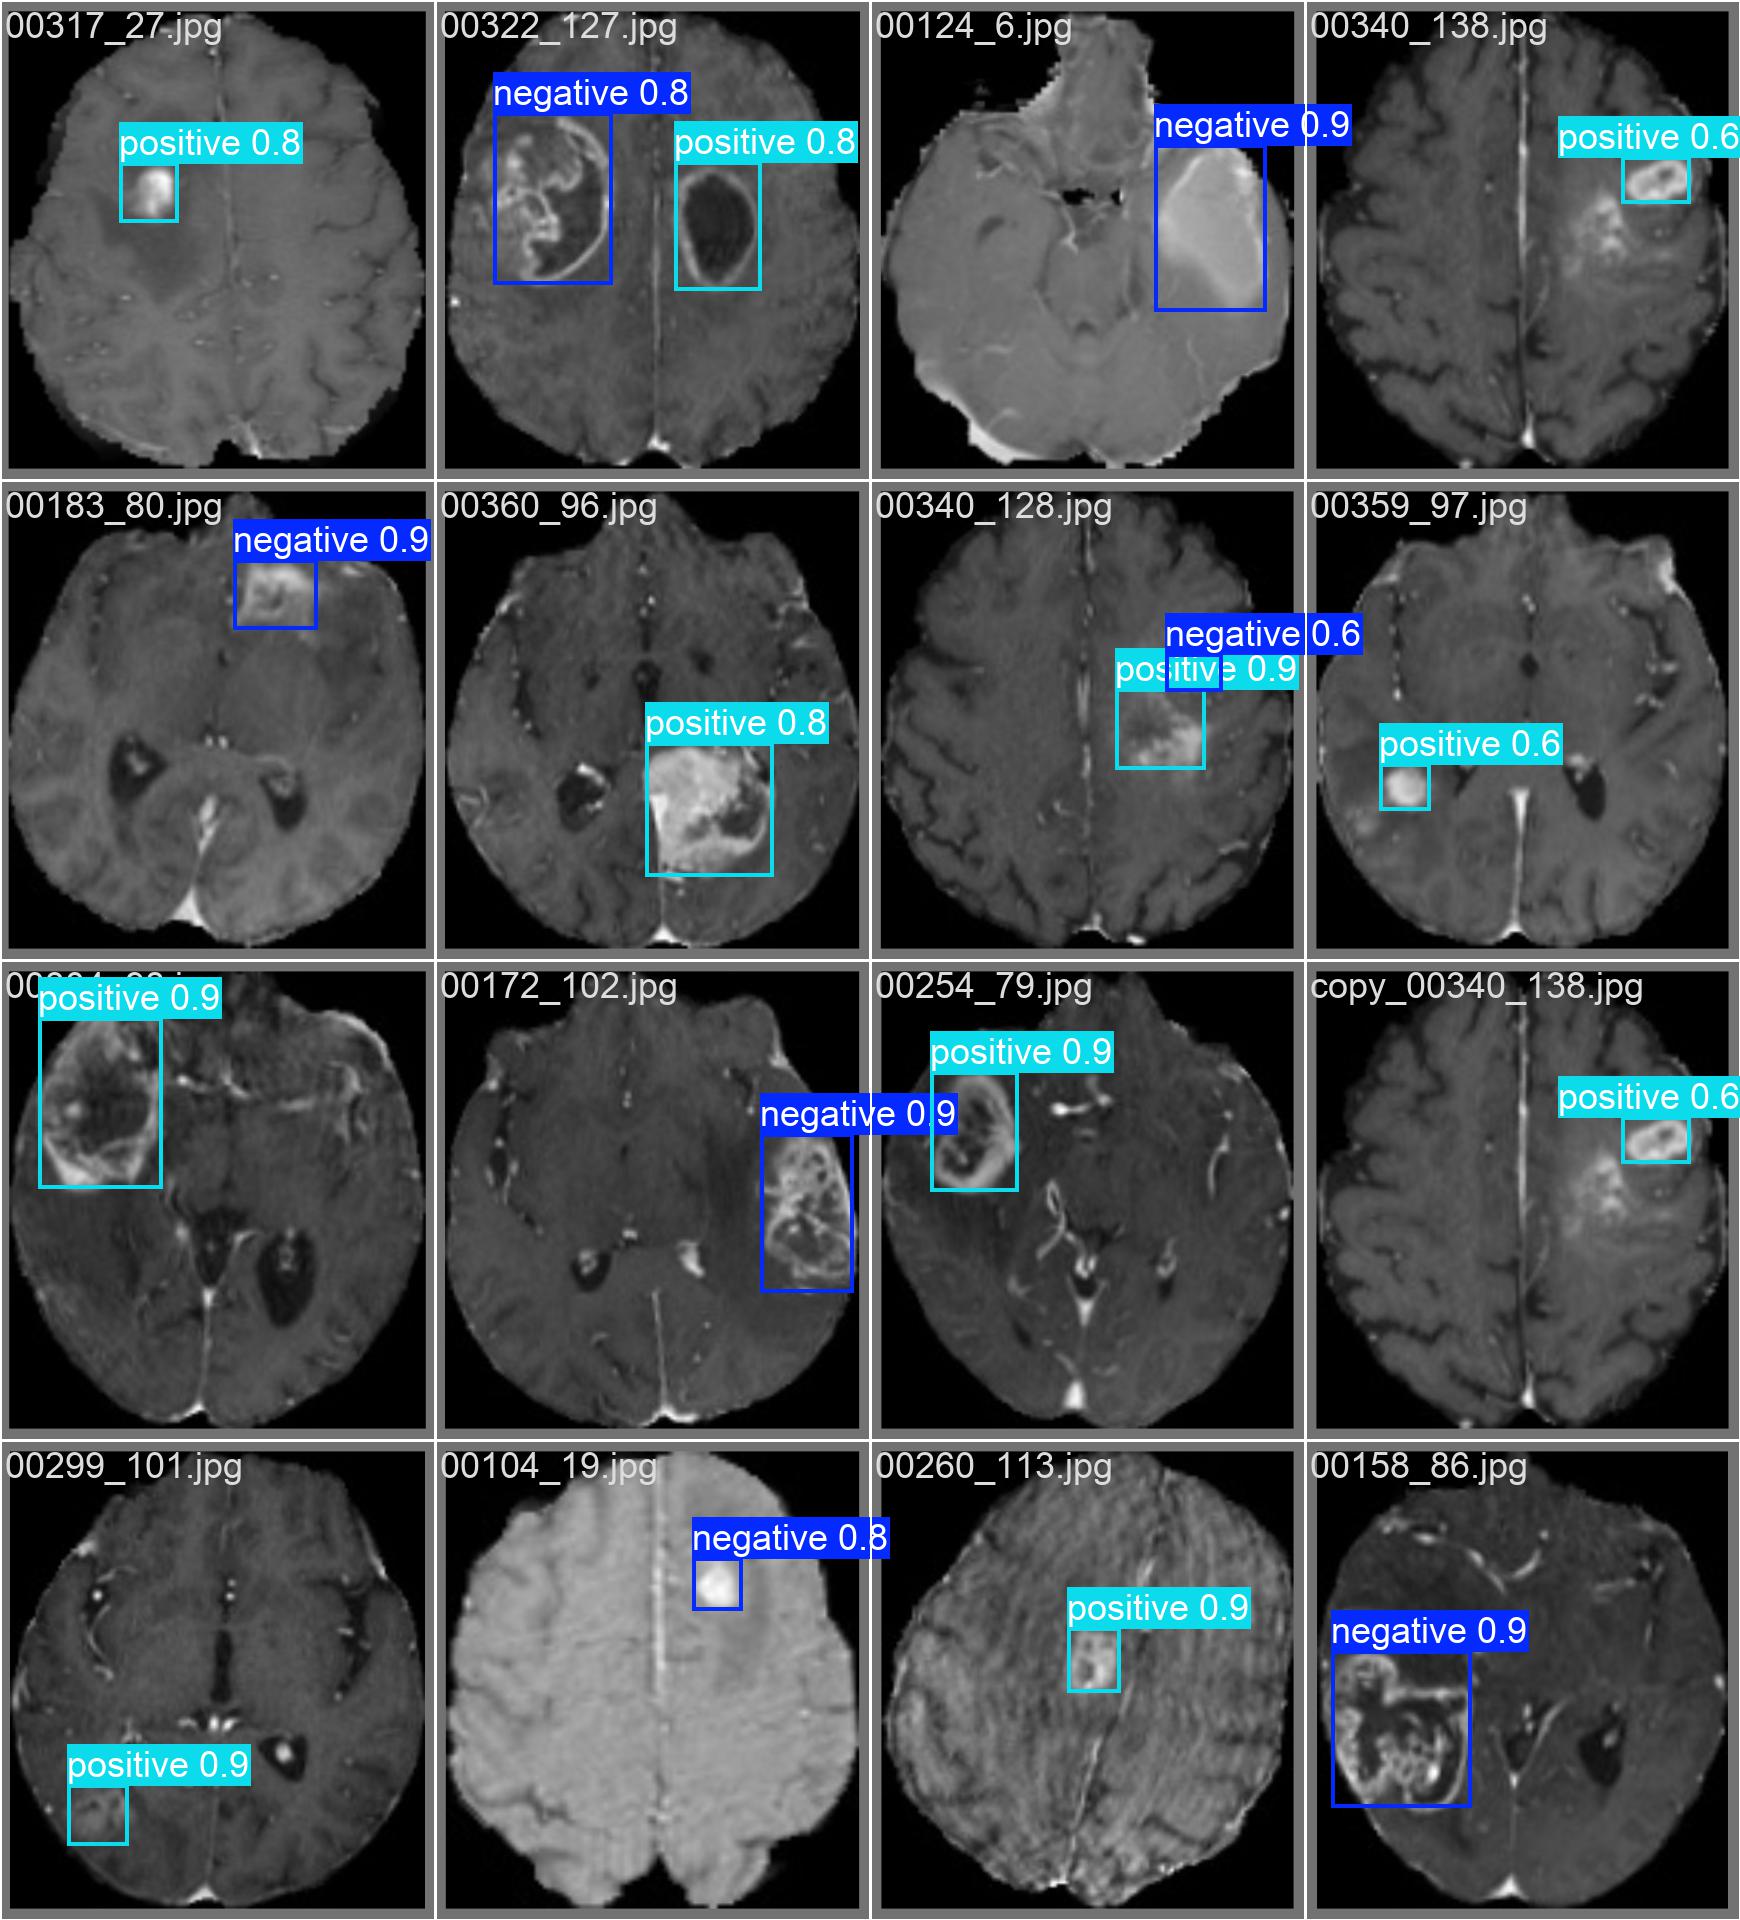 00317_27.jpg
positive 0.8
00322_127.jpg
negative 0.8
positive 0.8
00124_6.jpg
negative 0.9
00340_138.jpg
positive 0.6
00183_80.jpg
negative 0.9
00360_96.jpg
positive 0.8
00340_128.jpg
negative 0.6
positive 0.9
00359_97.jpg
positive 0.6
positive 0.9
00172_102.jpg
negative 0.9
00254_79.jpg
positive 0.9
copy_00340_138.jpg
positive 0.6
00299_101.jpg
positive 0.9
00104_19.jpg
negative 0.8
00260_113.jpg
positive 0.9
00158_86.jpg
negative 0.9